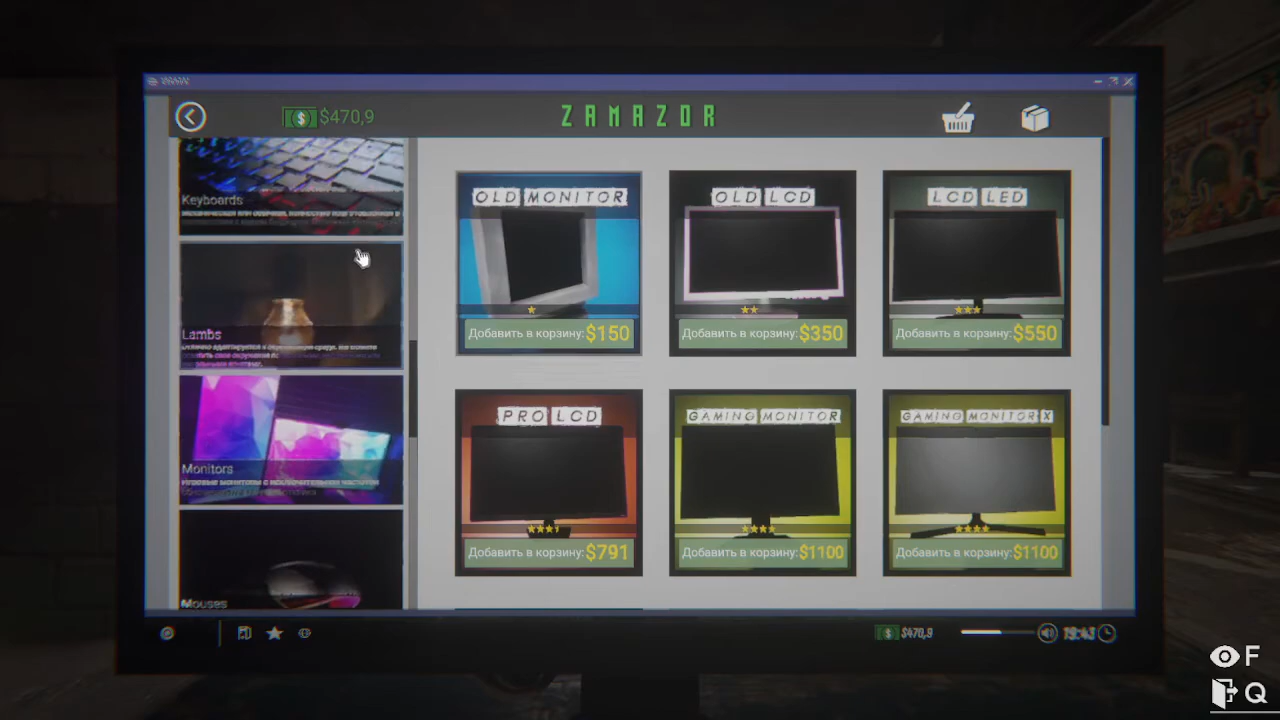 $470,9
ZAMAZOR
Keyboards
Lambs
Monitors
Mouses
OLD MONITOR
Добавить в корзину: $150
OLD LCD
Добавить в корзину: $350
LCD LED
Добавить в корзину: $550
PRO LCD
Добавить в корзину: $791
GAMING MONITOR
Добавить в корзину: $1100
GAMING MONITOR X
Добавить в корзину: $1100
$470,9
19:43
F
Q